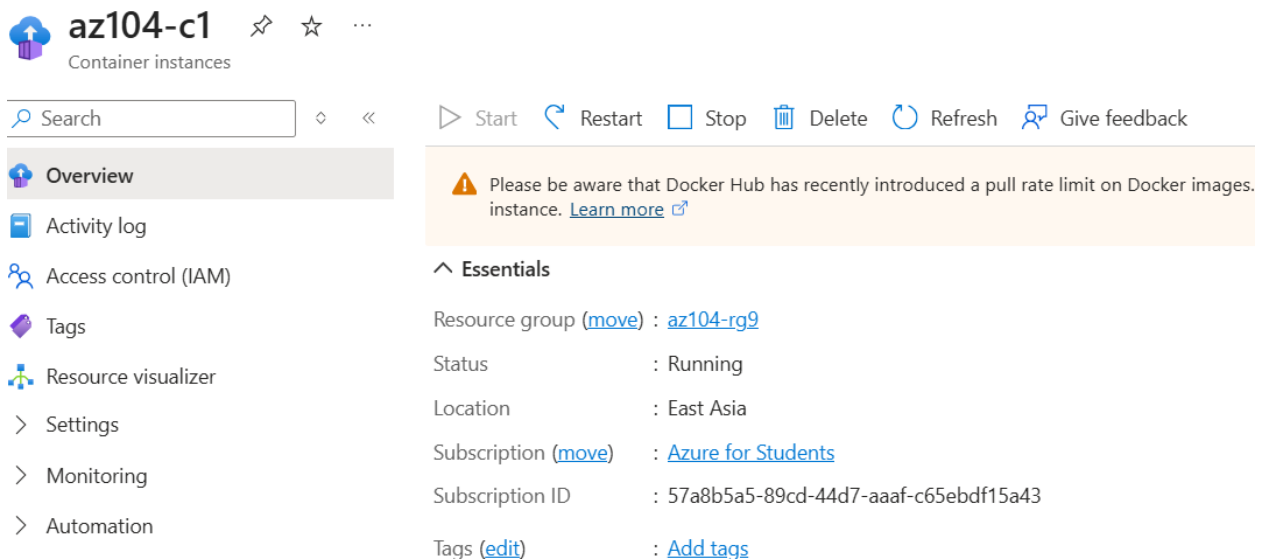 az104-c1
Container instances
Search
Start Restart Stop Delete Refresh Give feedback
Overview
Activity log
Access control (IAM)
Tags
Resource visualizer
Settings
Monitoring
Automation
Please be aware that Docker Hub has recently introduced a pull rate limit on Docker images.
instance. Learn more
Essentials
Resource group (move) : az104-rg9
Status : Running
Location : East Asia
Subscription (move) : Azure for Students
Subscription ID : 57a8b5a5-89cd-44d7-aaaf-c65ebdf15a43
Tags (edit) : Add tags